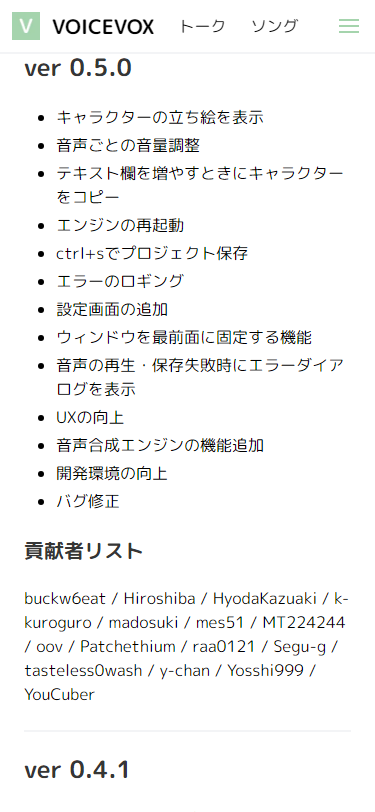 V VOICEVOX トーク ソング
ver 0.5.0
キャラクターの立ち絵を表示
音声ごとの音量調整
テキスト欄を増やすときにキャラクター
をコピー
エンジンの再起動
ctrl+sでプロジェクト保存
エラーのロギング
設定画面の追加
ウィンドウを最前面に固定する機能
音声の再生・保存失敗時にエラーダイア
ログを表示
UXの向上
音声合成エンジンの機能追加
開発環境の向上
バグ修正
貢献者リスト
buckw6eat / Hiroshiba / HyodaKazuaki / k-
kuroguro / madosuki / mes51 / MT224244
/ oov / Patchethium / raa0121 / Segu-g /
tasteless0wash / y-chan / Yosshi999 /
YouCuber
ver 0.4.1